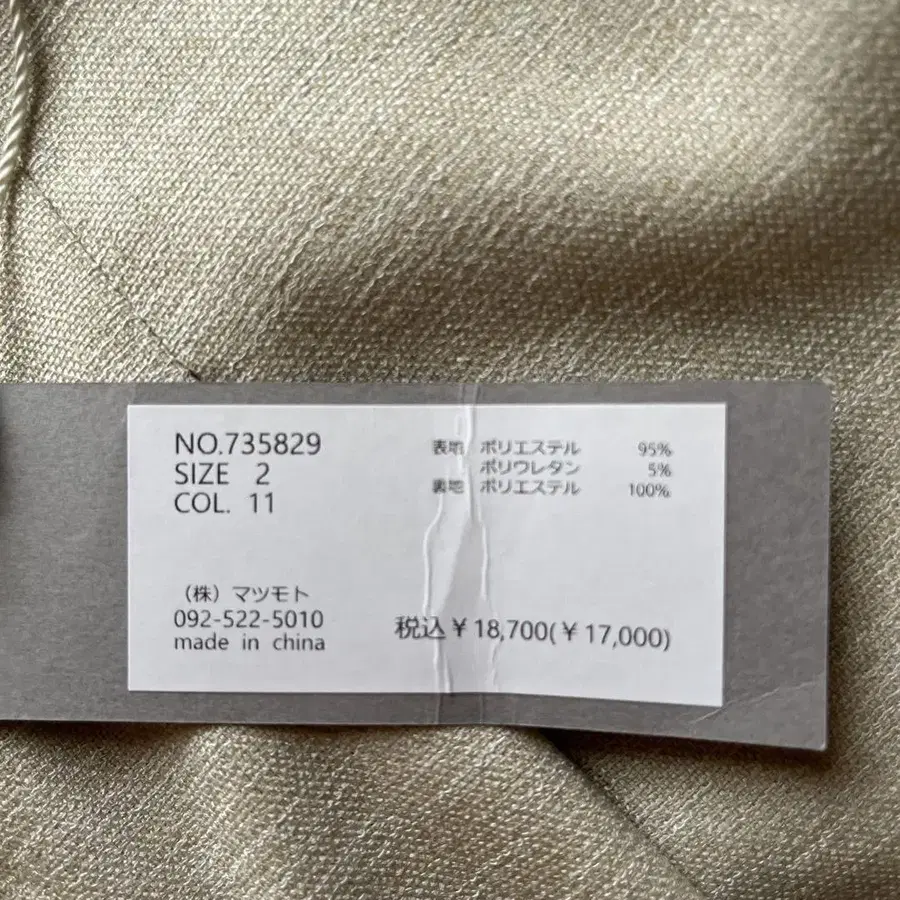 NO.735829
SIZE 2
COL. 11
表地 ポリエステル 95%
ポリウレタン 5%
裏地 ポリエステル 100%
（株）マツモト
092-522-5010
made in china
税込￥18,700(￥17,000)